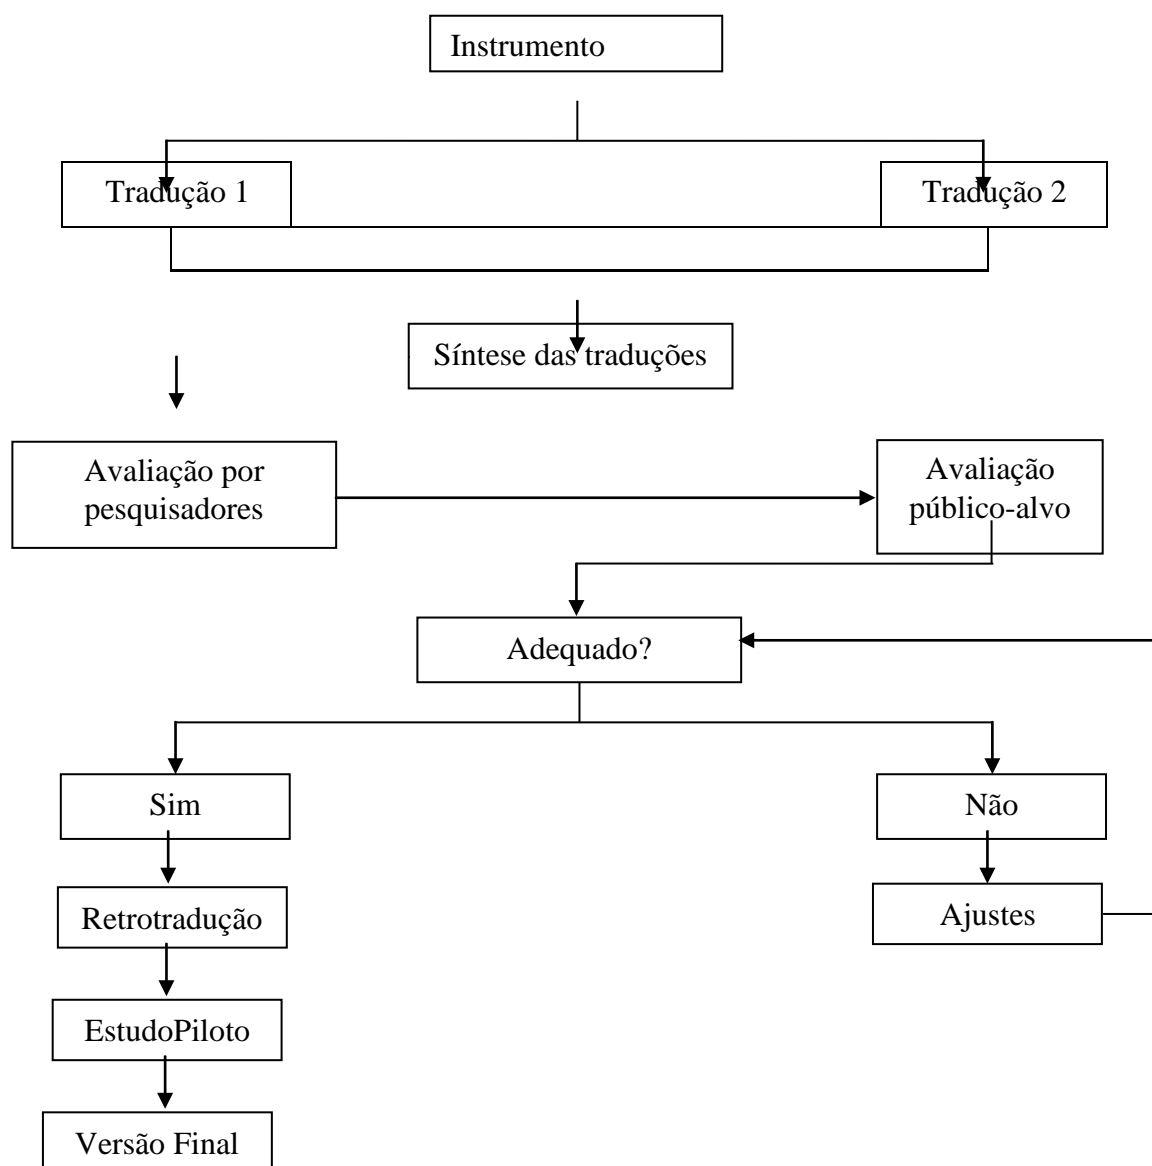 Instrumento
Tradução 1
Tradução 2
Síntese das traduções
Avaliação por
pesquisadores
Avaliação
público-alvo
Adequado?
Sim
Não
Retrotradução
Ajustes
EstudoPiloto
Versão Final